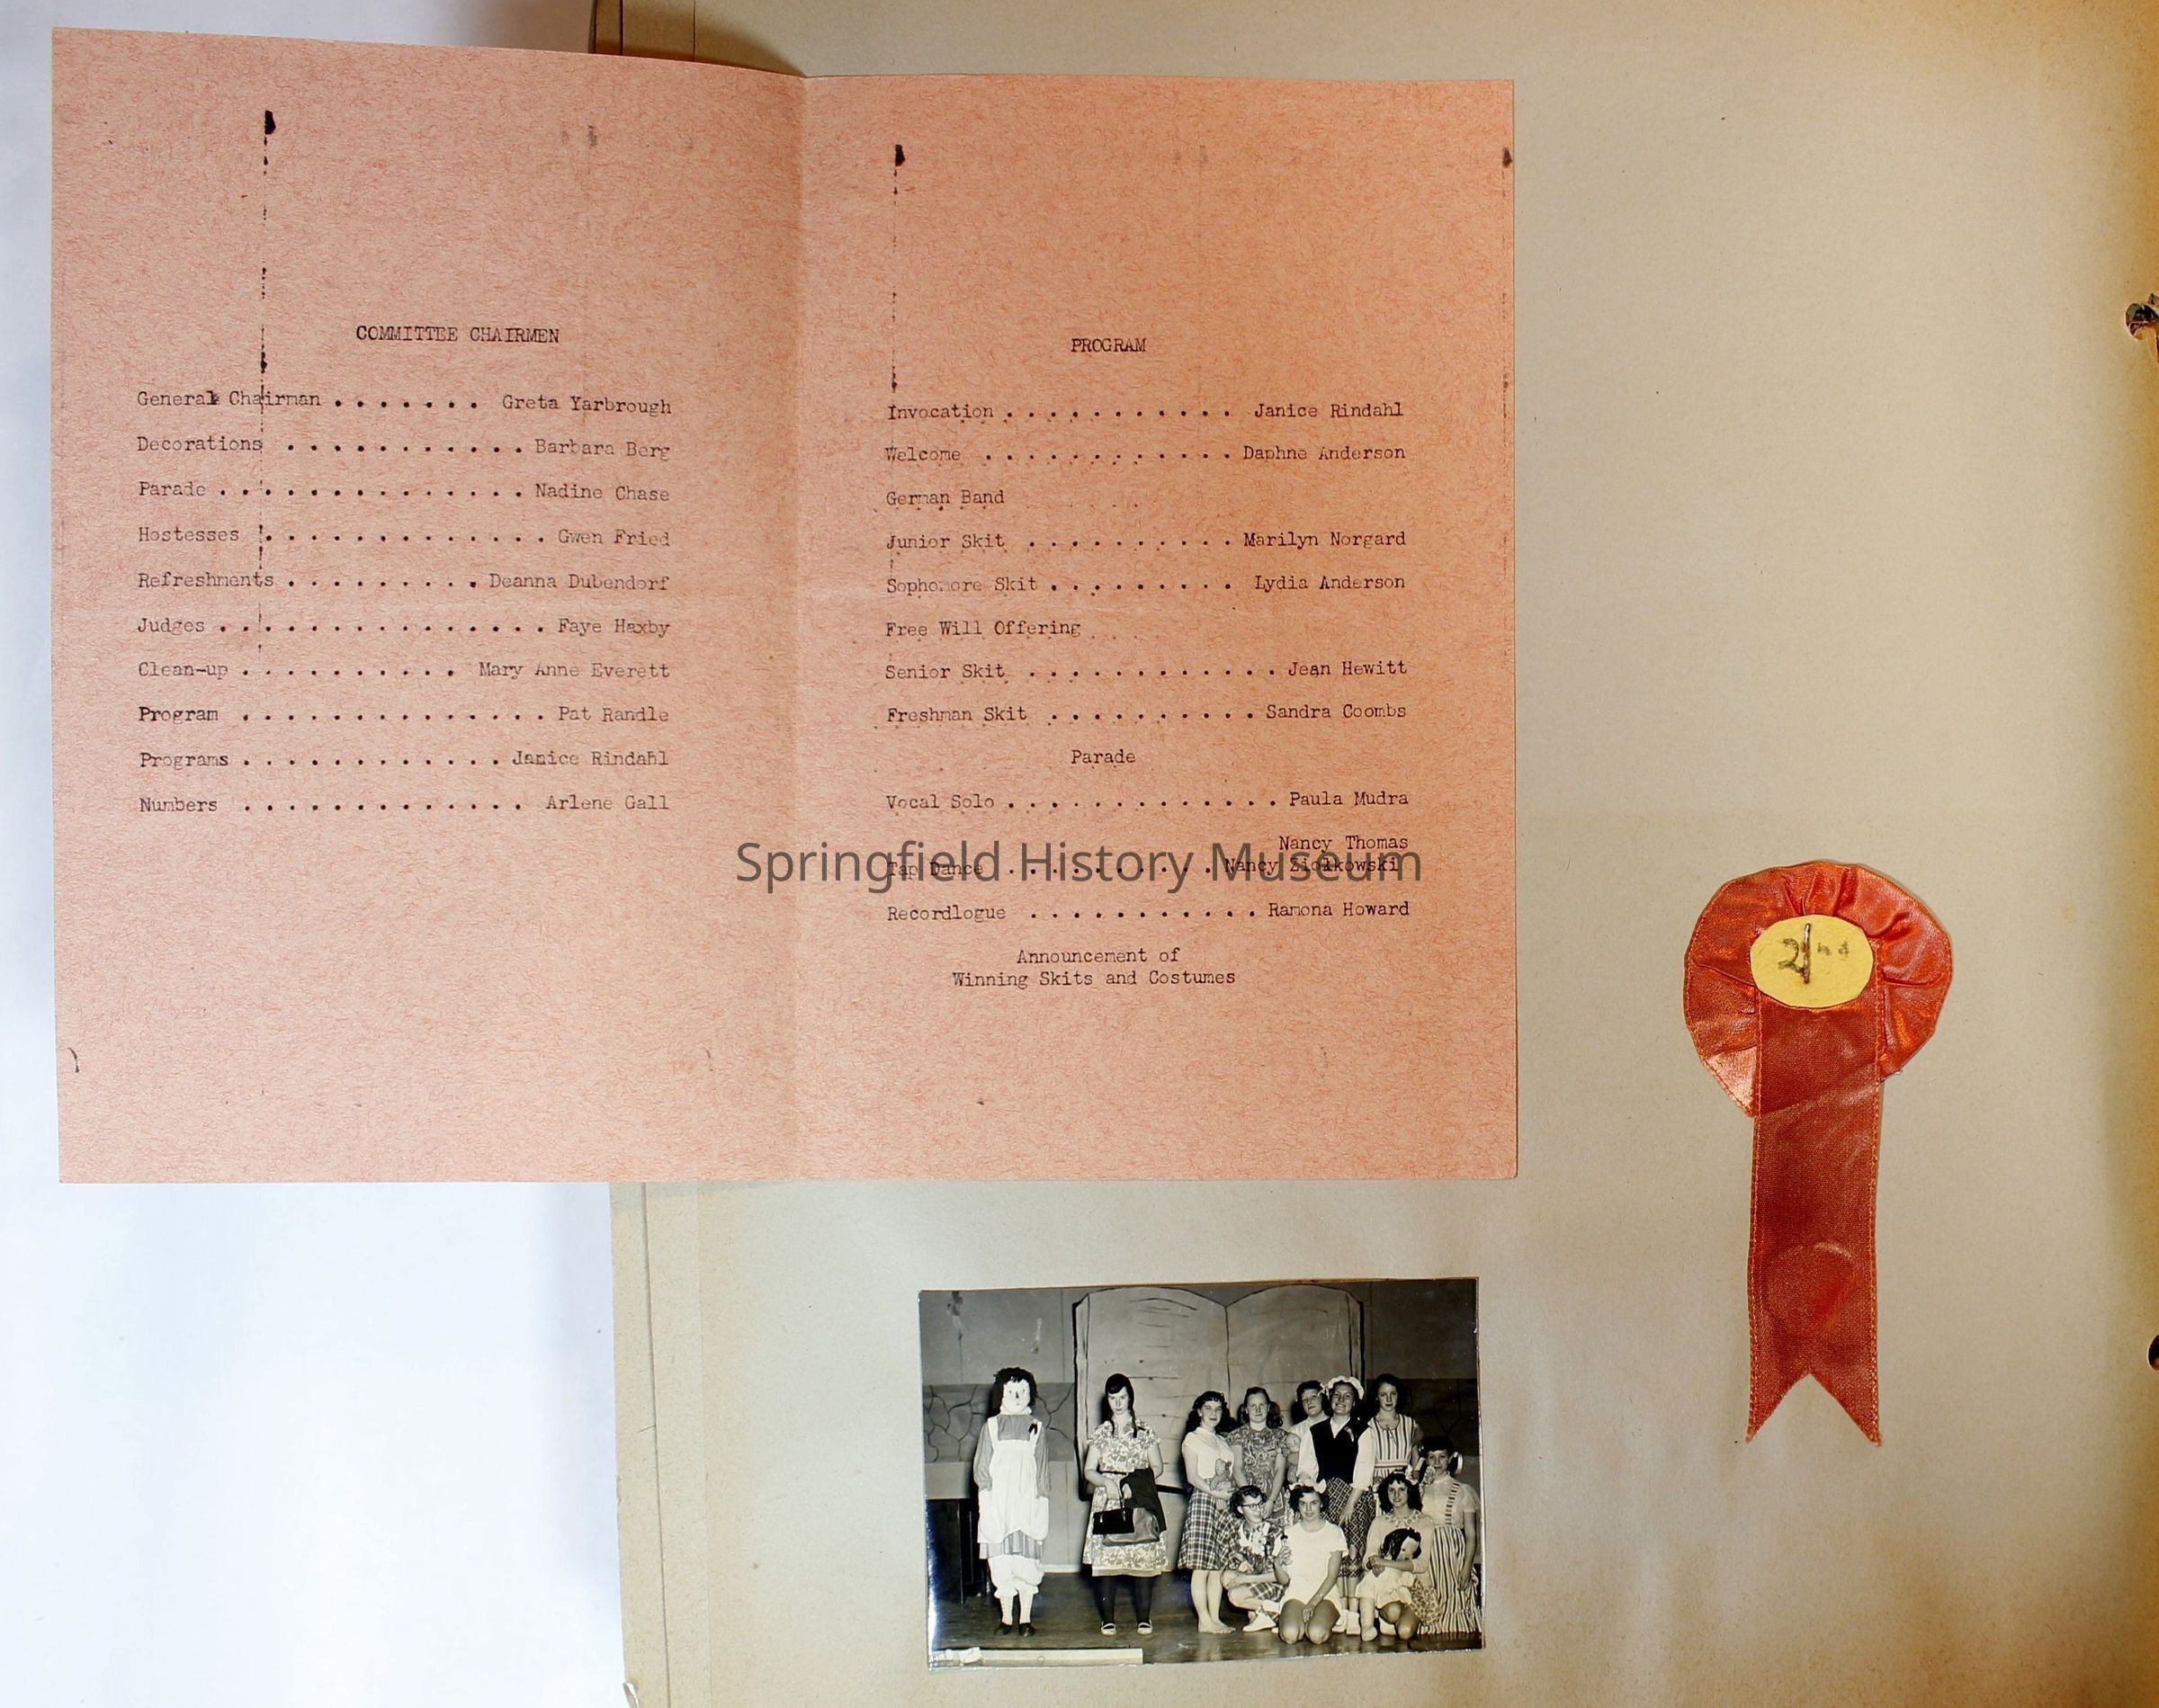 COMMITTEE CHAIRMEN
General Chairman . . . . . . . Greta Yarbrough
Decorations . . . . . . . . . . . Barbara Berg
Parade . . . . . . . . . . . . . . Nadine Chase
Hostesses . . . . . . . . . . . . . Gwen Fried
Refreshments . . . . . . . . . Deanna Dubendorf
Judges . . . . . . . . . . . . . . . Faye Haxby
Clean-up . . . . . . . . . . Mary Anne Everett
Program . . . . . . . . . . . . . . Pat Randle
Programs . . . . . . . . . . . . Janice Rindahl
Numbers . . . . . . . . . . . . . Arlene Gall
PROGRAM
Invocation . . . . . . . . . . . Janice Rindahl
Welcome . . . . . . . . . . . . Daphne Anderson
German Band
Junior Skit . . . . . . . . . . Marilyn Norgard
Sophomore Skit . . . . . . . . . Lydia Anderson
Free Will Offering
Senior Skit . . . . . . . . . . . . Jean Hewitt
Freshman Skit . . . . . . . . . . Sandra Coombs
Parade
Vocal Solo . . . . . . . . . . . . . Paula Mudra
Nancy Thomas
Tap Dance . . . . . . . . . . Nancy Ziolkowski
Recordlogue . . . . . . . . . . . Ramona Howard
Announcement of
Winning Skits and Costumes
Springfield History Museum
2nd